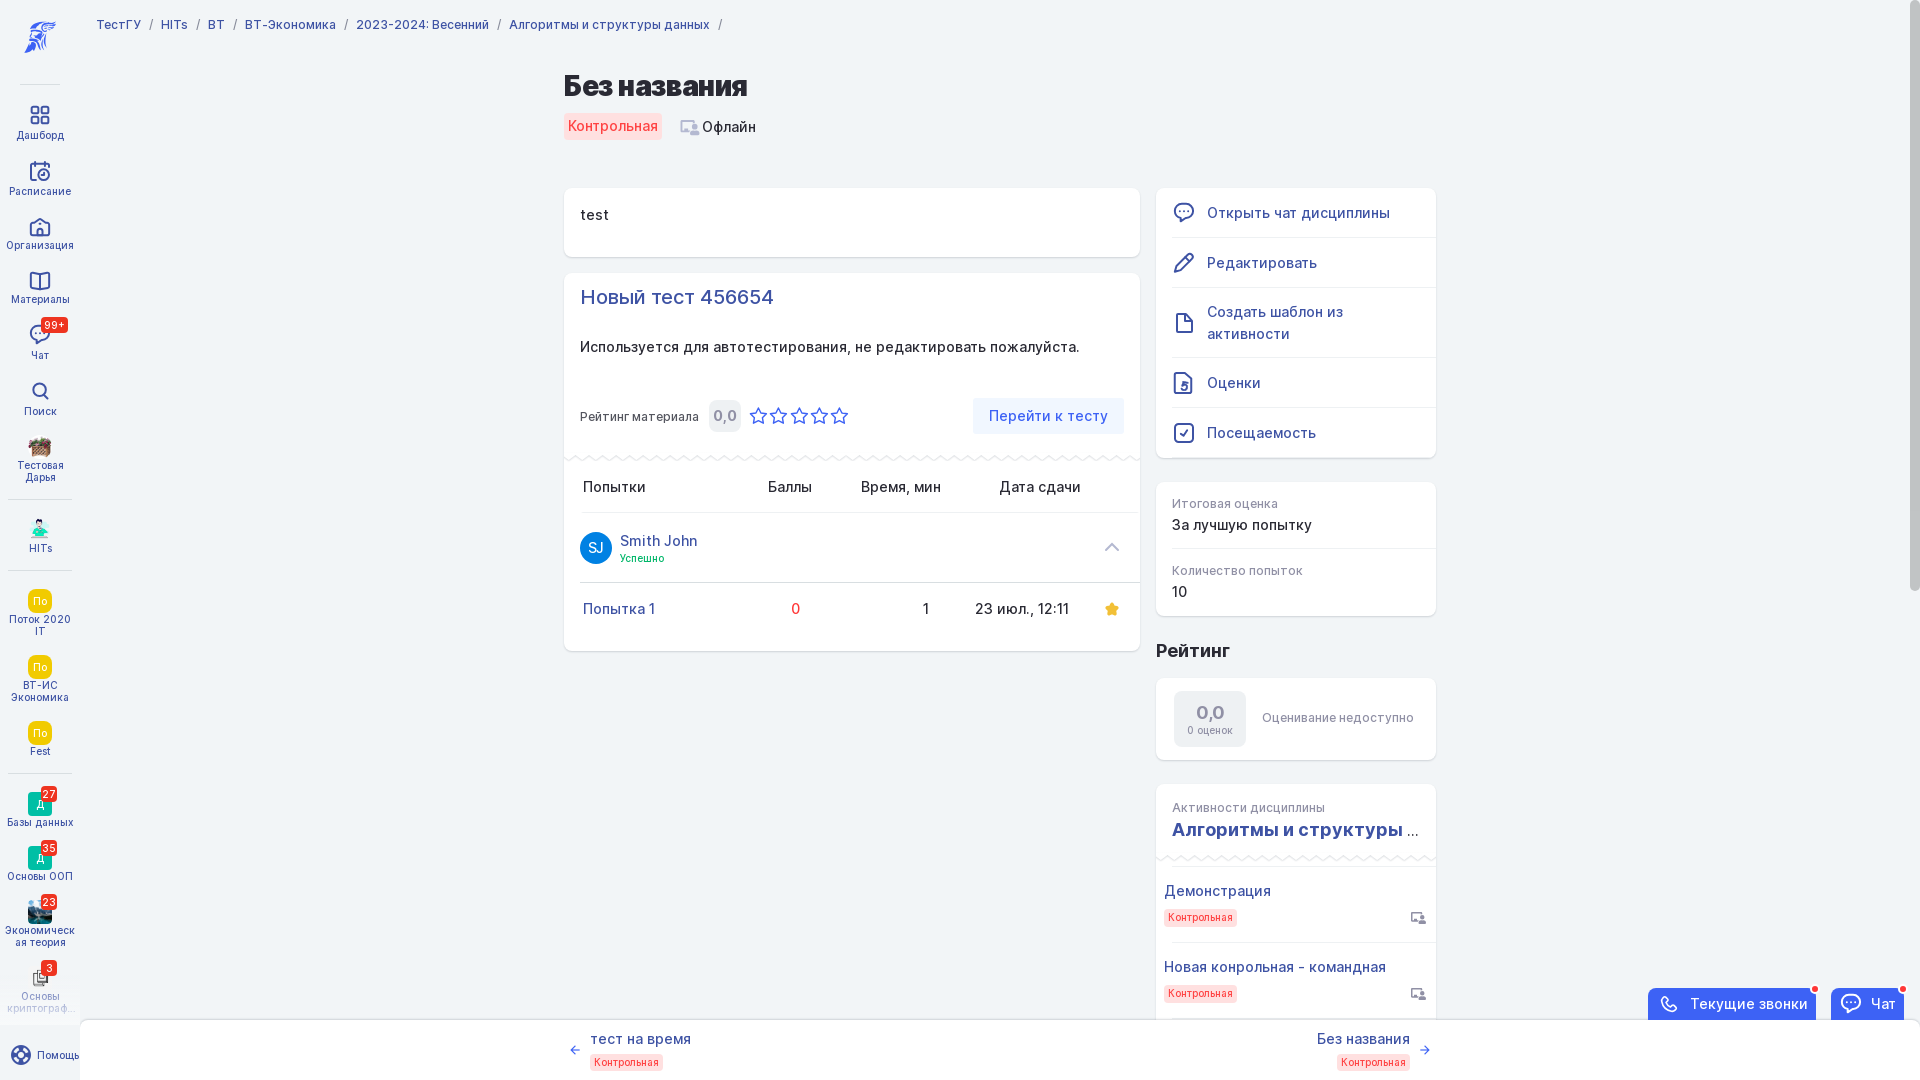 ТестГУ / HITs / ВТ / ВТ-Экономика / 2023-2024: Весенний / Алгоритмы и структуры данных /
Дашборд
Расписание
Организация
Материалы
99+
Чат
Поиск
Тестовая
Дарья
HITs
По
Поток 2020
IT
По
ВТ-ИС
Экономика
По
Fest
27
Д
Базы данных
35
Д
Основы ООП
23
Экономическ
ая теория
3
Основы
криптограф...
Помощь
Без названия
Контрольная
Офлайн
test
Новый тест 456654
Используется для автотестирования, не редактировать пожалуйста.
Рейтинг материала 0,0
Перейти к тесту
Попытки Баллы Время, мин Дата сдачи
SJ
Smith John
Успешно
Попытка 1 0 1 23 июл., 12:11
Открыть чат дисциплины
Редактировать
Создать шаблон из
активности
Оценки
Посещаемость
Итоговая оценка
За лучшую попытку
Количество попыток
10
Рейтинг
0,0
0 оценок
Оценивание недоступно
Активности дисциплины
Алгоритмы и структуры ...
Демонстрация
Контрольная
Новая конрольная - командная
Контрольная
Текущие звонки
Чат
тест на время
Контрольная
Без названия
Контрольная